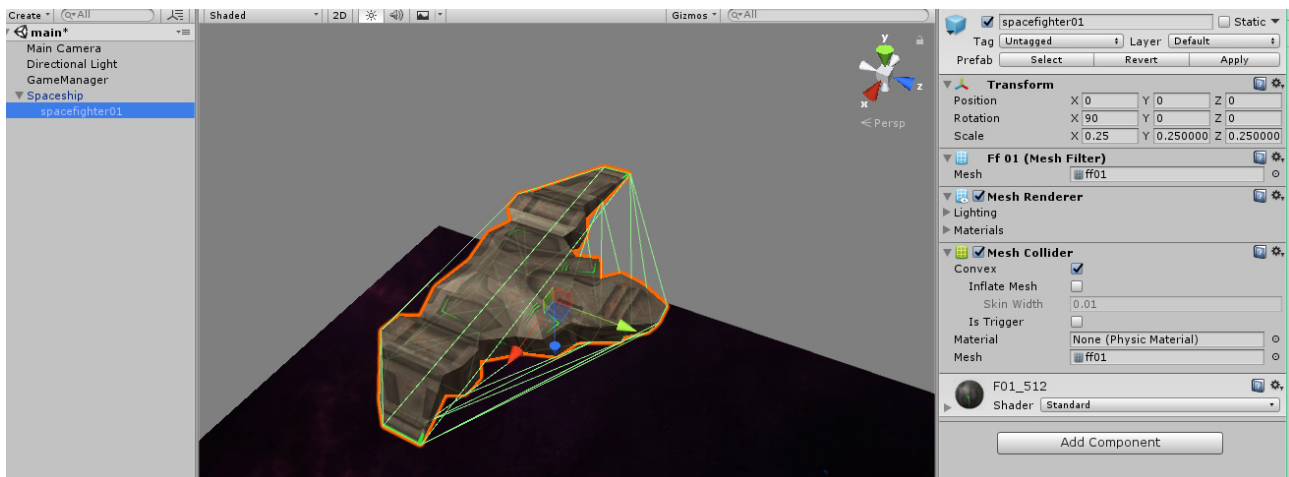 Create All Shaded 2D Gizmos All
main*
Main Camera
Directional Light
GameManager
Spaceship
spacefighter01
y
z
x
Persp
spacefighter01 Static
Tag Untagged Layer Default
Prefab Select Revert Apply
Transform
Position X 0 Y 0 Z 0
Rotation X 90 Y 0 Z 0
Scale X 0.25 Y 0.250000 Z 0.250000
Ff 01 (Mesh Filter)
Mesh ff01
Mesh Renderer
Lighting
Materials
Mesh Collider
Convex
Inflate Mesh
Skin Width 0.01
Is Trigger
Material None (Physic Material)
Mesh ff01
F01_512
Shader Standard
Add Component